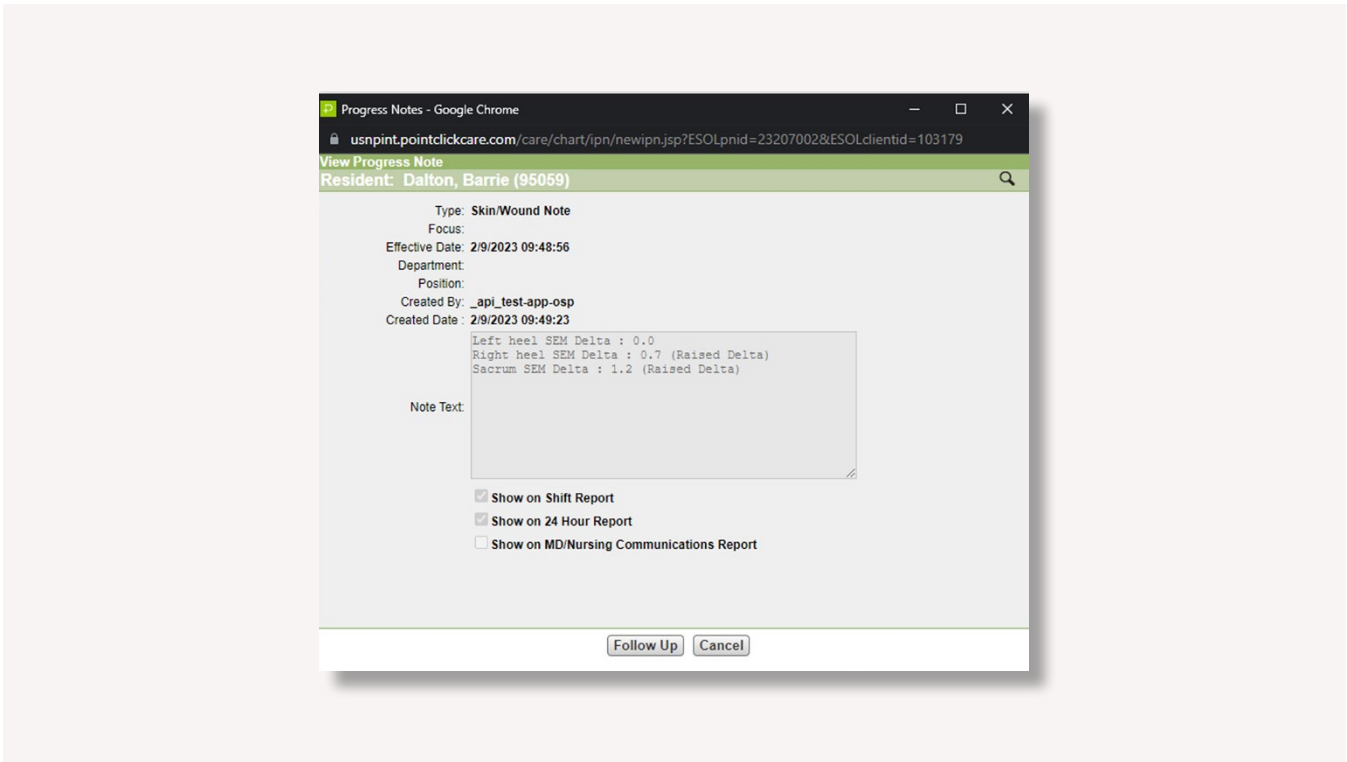 Progress Notes - Google Chrome
usnpint.pointclickcare.com/care/chart/ipn/newipn.jsp?ESOLpnid=23207002&ESOLclientid=103179
View Progress Note
Resident: Dalton, Barrie (95059)
Type: Skin/Wound Note
Focus:
Effective Date: 2/9/2023 09:48:56
Department:
Position:
Created By: _api_test-app-osp
Created Date : 2/9/2023 09:49:23
Left heel SEM Delta : 0.0
Right heel SEM Delta : 0.7 (Raised Delta)
Sacrum SEM Delta : 1.2 (Raised Delta)
Note Text:
Show on Shift Report
Show on 24 Hour Report
Show on MD/Nursing Communications Report
Follow Up Cancel